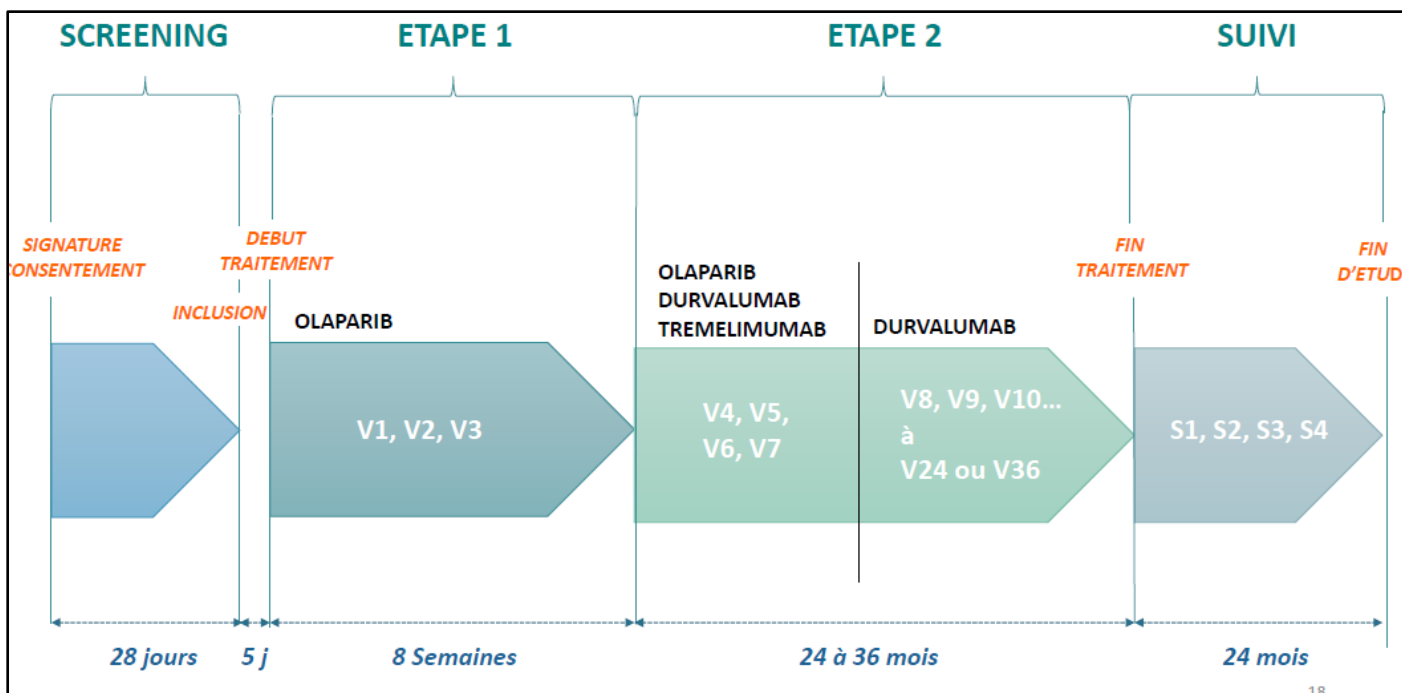 SCREENING
ETAPE 1
ETAPE 2
SUIVI
SIGNATURE
CONSENTEMENT
INCLUSION
DEBUT
TRAITEMENT
FIN
TRAITEMENT
FIN
D'ETUD
OLAPARIB
OLAPARIB
DURVALUMAB
TREMELIMUMAB
DURVALUMAB
V1, V2, V3
V4, V5,
V6, V7
V8, V9, V10...
à
V24 ou V36
S1, S2, S3, S4
28 jours
5 j
8 Semaines
24 à 36 mois
24 mois
18